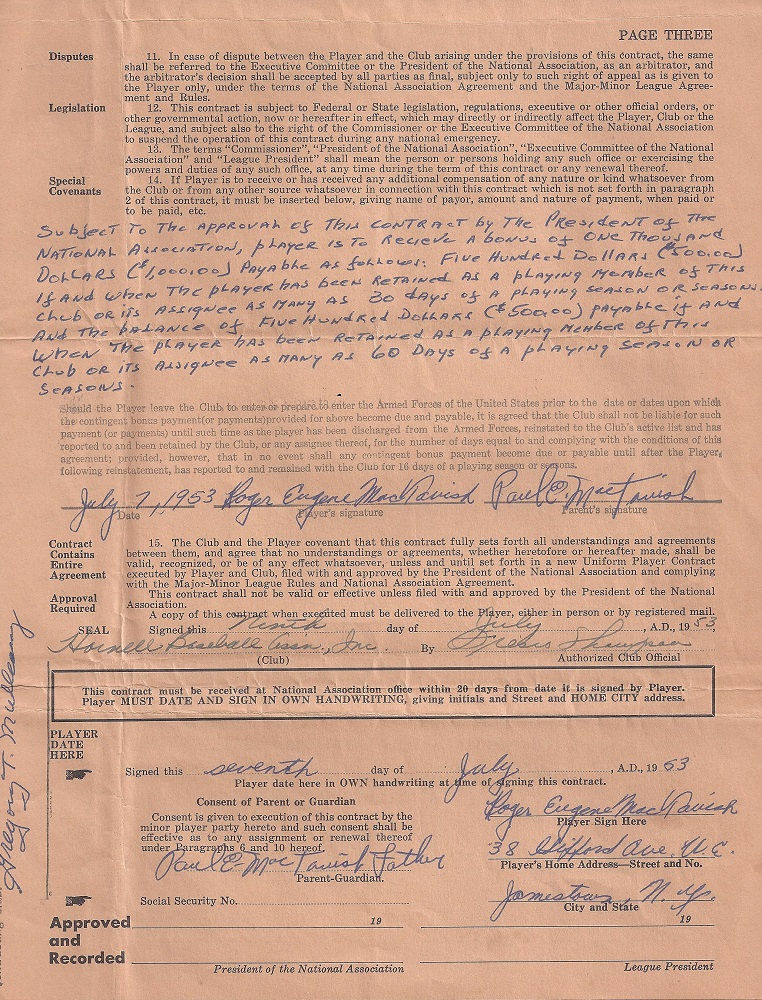 PAGE THREE
Disputes 11. In case of dispute between the Player and the Club arising under the provisions of this contract, the same
shall be referred to the Executive Committee or the President of the National Association, as an arbitrator, and
the arbitrator's decision shall be accepted by all parties as final, subject only to such right of appeal as is given to
the Player only, under the terms of the National Association Agreement and the Major-Minor League Agree-
ment and Rules.
Legislation 12. This contract is subject to Federal or State legislation, regulations, executive or other official orders, or
other governmental action, now or hereafter in effect, which may directly or indirectly affect the Player, Club or the
League, and subject also to the right of the Commissioner or the Executive Committee of the National Association
to suspend the operation of this contract during any national emergency.
13. The terms "Commissioner", "President of the National Association", "Executive Committee of the National
Association" and "League President" shall mean the person or persons holding any such office or exercising the
powers and duties of any such office, at any time during the term of this contract or any renewal thereof.
Special Covenants 14. If Player is to receive or has received any additional compensation of any nature or kind whatsoever from
the Club or from any other source whatsoever in connection with this contract which is not set forth in paragraph
2 of this contract, it must be inserted below, giving name of payor, amount and nature of payment, when paid or
to be paid, etc.
SUBJECT TO THE APPROVAL OF THIS CONTRACT BY THE PRESIDENT OF THE
NATIONAL ASSOCIATION, PLAYER IS TO RECIEVE A BONUS OF ONE THOUSAND
DOLLARS ($1,000.00) PAYABLE AS FOLLOWS: FIVE HUNDRED DOLLARS ($500.00)
IF AND WHEN THE PLAYER HAS BEEN RETAINED AS A PLAYING MEMBER OF THIS
CLUB OR ITS ASSIGNEE AS MANY AS 30 DAYS OF A PLAYING SEASON OR SEASONS.
AND THE BALANCE OF FIVE HUNDRED DOLLARS ($500.00) PAYABLE IF AND
WHEN THE PLAYER HAS BEEN RETAINED AS A PLAYING MEMBER OF THIS
CLUB OR ITS ASSIGNEE AS MANY AS 60 DAYS OF A PLAYING SEASON OR
SEASONS.
Should the Player leave the Club to enter or prepare to enter the Armed Forces of the United States prior to the date or dates upon which
the contingent bonus payment(or payments)provided for above become due and payable, it is agreed that the Club shall not be liable for such
payment (or payments) until such time as the player has been discharged from the Armed Forces, reinstated to the Club's active list and has
reported to and been retained by the Club, or any assignee thereof, for the number of days equal to and complying with the conditions of this
agreement; provided, however, that in no event shall any contingent bonus payment become due or payable until after the Player,
following reinstatement, has reported to and remained with the Club for 16 days of a playing season or seasons.
July 7, 1953 Roger Eugene MacTavish Paul E. MacTavish
Date Player's signature Parent's signature
Contract Contains Entire Agreement 15. The Club and the Player covenant that this contract fully sets forth all understandings and agreements
between them, and agree that no understandings or agreements, whether heretofore or hereafter made, shall be
valid, recognized, or be of any effect whatsoever, unless and until set forth in a new Uniform Player Contract
executed by Player and Club, filed with and approved by the President of the National Association and complying
with the Major-Minor League Rules and National Association Agreement.
Approval Required This contract shall not be valid or effective unless filed with and approved by the President of the National
Association.
A copy of this contract when executed must be delivered to the Player, either in person or by registered mail.
SEAL Signed this ninth day of July, A.D., 1953,
Hornell Baseball Assn, Inc. By
(Club) Authorized Club Official
This contract must be received at National Association office within 20 days from date it is signed by Player.
Player MUST DATE AND SIGN IN OWN HANDWRITING, giving initials and Street and HOME CITY address.
PLAYER
DATE
HERE
Signed this seventh day of July, A.D., 1953
Player date here in OWN handwriting at time of signing this contract.
Consent of Parent or Guardian
Consent is given to execution of this contract by the
minor player party hereto and such consent shall be
effective as to any assignment or renewal thereof
under Paragraphs 6 and 10 hereof.
Paul E MacTavish Father
Parent-Guardian.
Social Security No.
Roger Eugene MacTavish
Player Sign Here
38 Clifford Ave. W.E.
Player's Home Address—Street and No.
Jamestown, N.Y.
City and State
Approved
and
Recorded
19 19
President of the National Association League President
Gregory T. Mulleavy